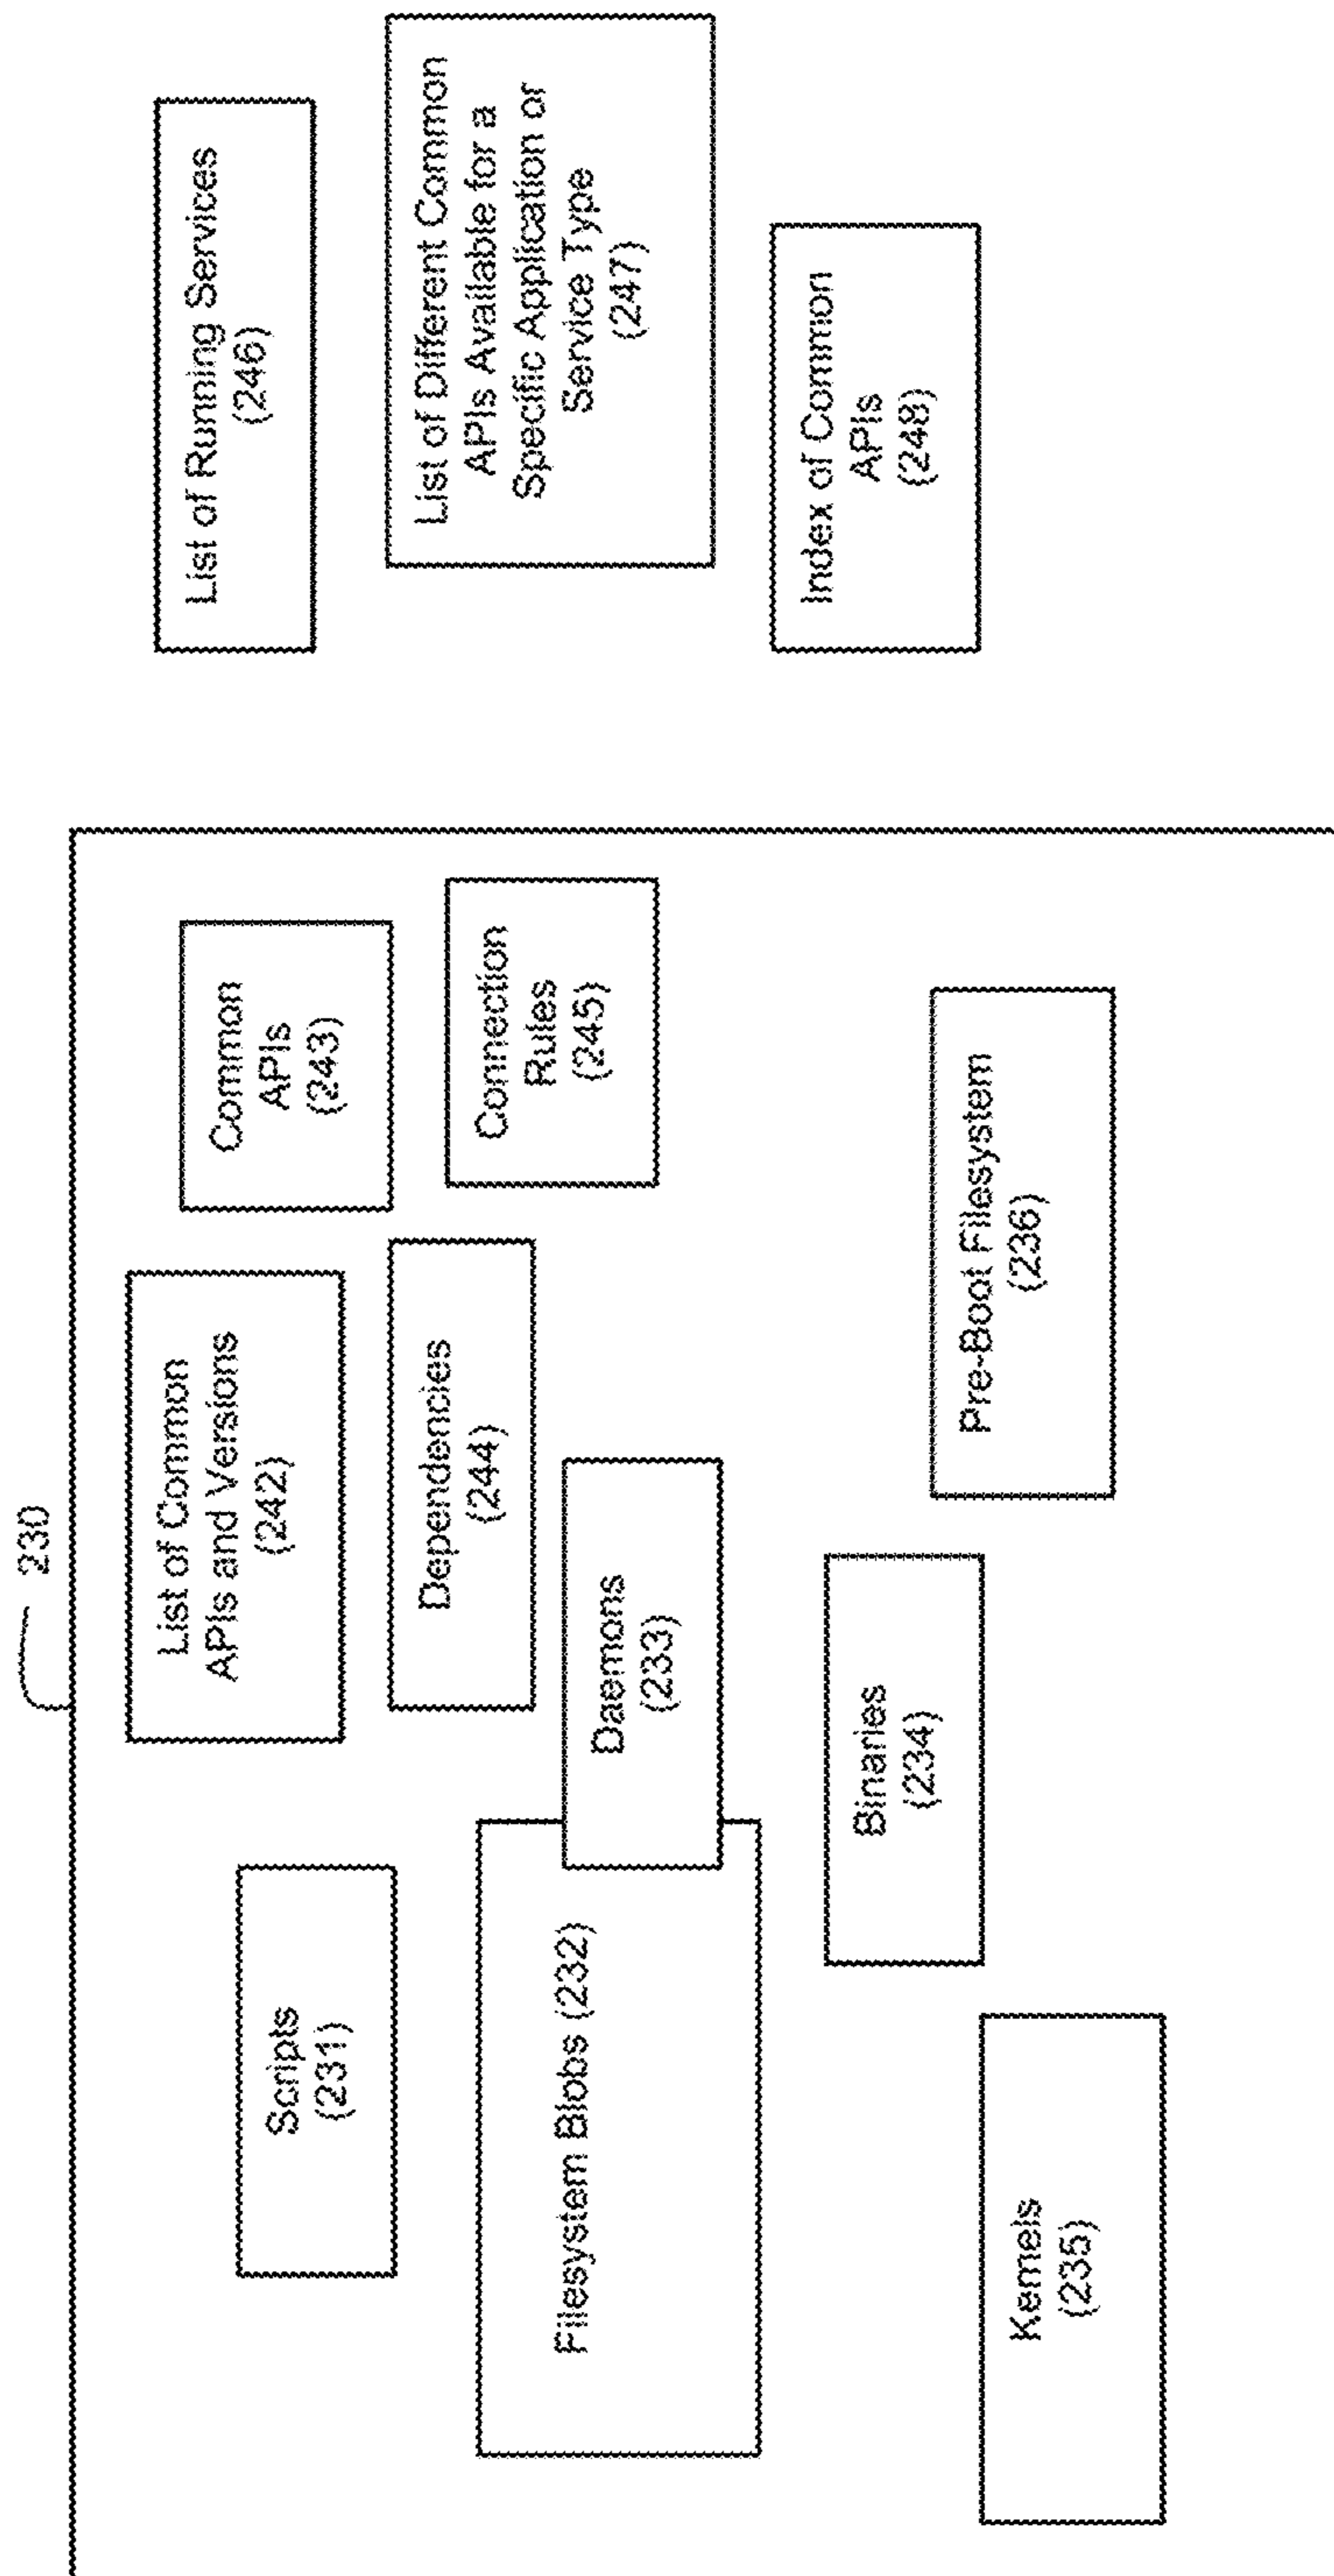 230
List of Common
APIs and Versions
(242)
Common
APIs
(243)
Scripts
(231)
Dependencies
(244)
Connection
Rules
(245)
Filesystem Blobs (232)
Daemons
(233)
Binaries
(234)
Pre-Boot Filesystem
(236)
Kernels
(235)
List of Running Services
(246)
List of Different Common
APIs Available for a
Specific Application or
Service Type
(247)
Index of Common
APIs
(248)